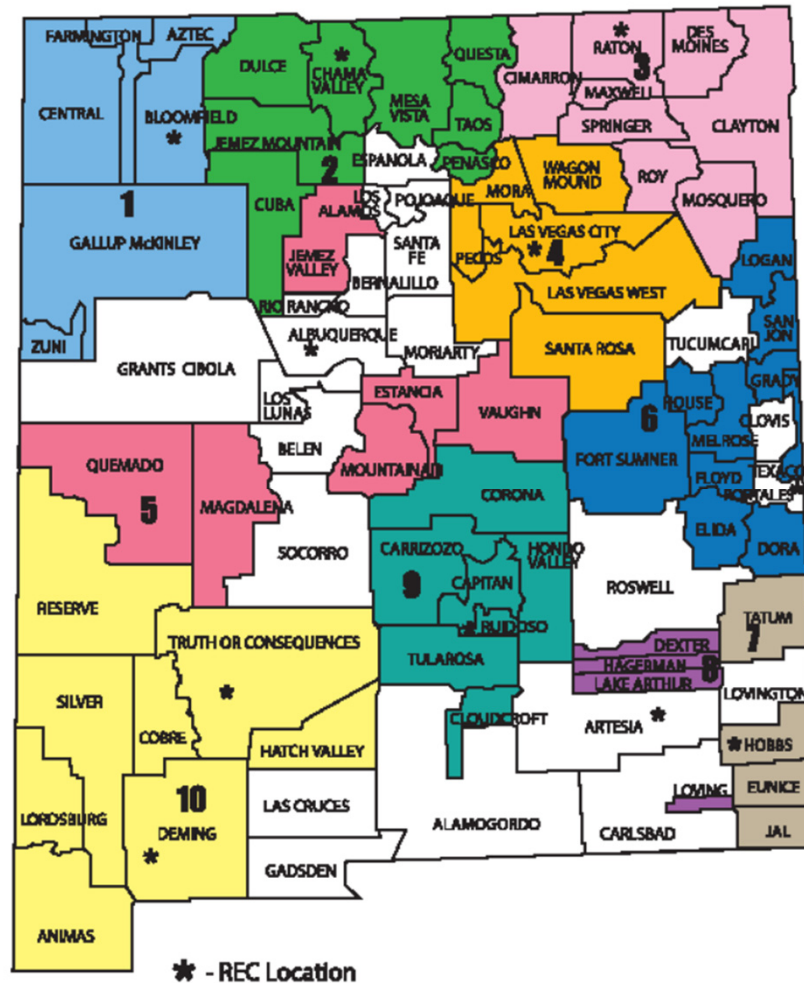 FARMINGTON
AZTEC
CENTRAL
BLOOMFIELD
*
DULCE
*
CHAMA
VALLEY
MESA
VISTA
QUESTA
TAOS
PENASCO
JEMEZ MOUNTAIN
2
CUBA
CIMARRON
*
RATON
3
DES
MOINES
MAXWELL
SPRINGER
CLAYTON
ROY
MOSQUERO
1
GALLUP McKINLEY
ZUNI
ESPANOLA
LOS
ALAMOS
POJOAQUE
JEMEZ
VALLEY
SANTA
FE
BERNALILLO
RIO RANCHO
ALBUQUERQUE
*
MORIARTY
MORA
WAGON
MOUND
LAS VEGAS CITY
* 4
PECOS
LAS VEGAS WEST
SANTA ROSA
LOGAN
SAN
JON
TUCUMCARI
GRADY
GRANTS CIBOLA
LOS
LUNAS
BELEN
ESTANCIA
VAUGHN
MOUNTAINAIR
6
HOUSE
CLOVIS
MELROSE
FORT SUMNER
FLOYD
TEXACO
PORTALES
ELIDA
DORA
QUEMADO
5
MAGDALENA
SOCORRO
CORONA
CARRIZOZO
9
CAPITAN
HONDO
VALLEY
* RUIDOSO
TULAROSA
CLOUDCROFT
ROSWELL
TATUM
7
DEXTER
HAGERMAN
8
LAKE ARTHUR
LOVINGTON
ARTESIA *
* HOBBS
LOVING
EUNICE
CARLSBAD
JAL
RESERVE
TRUTH OR CONSEQUENCES
*
SILVER
COBRE
HATCH VALLEY
LORDSBURG
10
DEMING
*
LAS CRUCES
GADSDEN
ALAMOGORDO
ANIMAS
* - REC Location